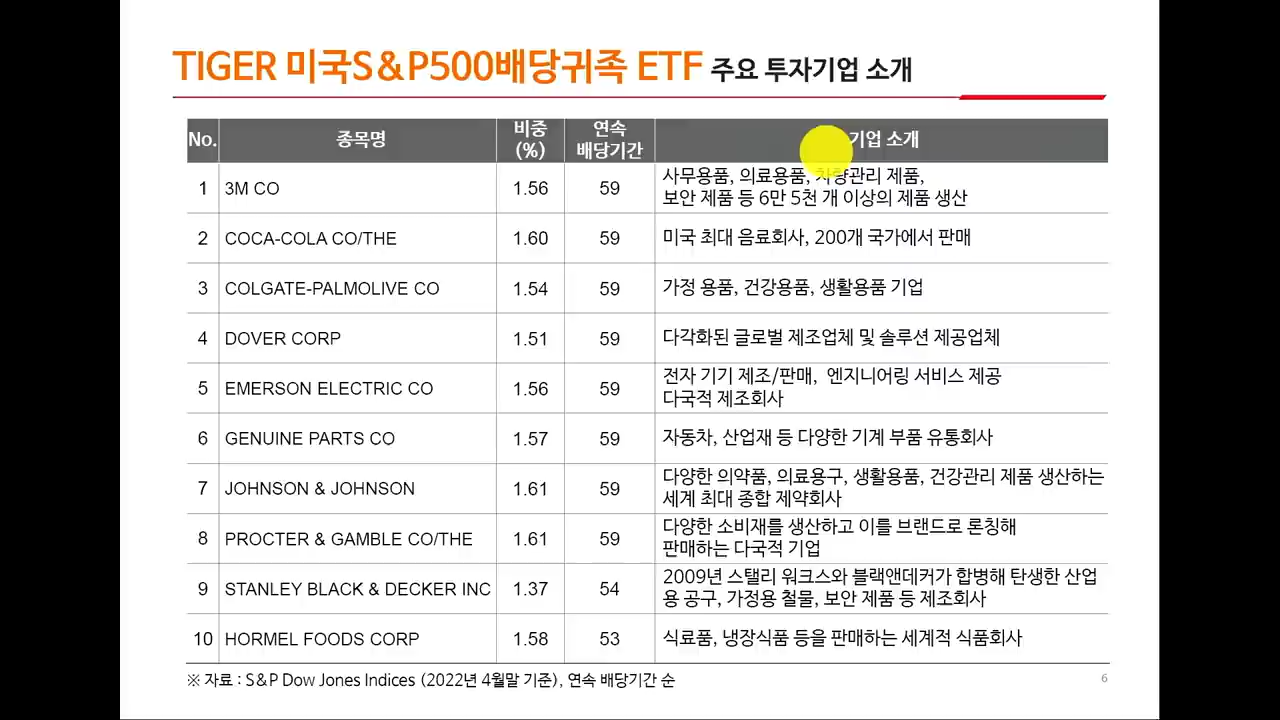 TIGER 미국S&P500배당귀족 ETF 주요 투자기업 소개
No. 종목명 비중 (%) 연속 배당기간 기업 소개
1 3M CO 1.56 59 사무용품, 의료용품, 차량관리 제품,
보안 제품 등 6만 5천 개 이상의 제품 생산
2 COCA-COLA CO/THE 1.60 59 미국 최대 음료회사, 200개 국가에서 판매
3 COLGATE-PALMOLIVE CO 1.54 59 가정 용품, 건강용품, 생활용품 기업
4 DOVER CORP 1.51 59 다각화된 글로벌 제조업체 및 솔루션 제공업체
5 EMERSON ELECTRIC CO 1.56 59 전자 기기 제조/판매, 엔지니어링 서비스 제공
다국적 제조회사
6 GENUINE PARTS CO 1.57 59 자동차, 산업재 등 다양한 기계 부품 유통회사
7 JOHNSON & JOHNSON 1.61 59 다양한 의약품, 의료용구, 생활용품, 건강관리 제품 생산하는
세계 최대 종합 제약회사
8 PROCTER & GAMBLE CO/THE 1.61 59 다양한 소비재를 생산하고 이를 브랜드로 론칭해
판매하는 다국적 기업
9 STANLEY BLACK & DECKER INC 1.37 54 2009년 스탤리 워크스와 블랙앤데커가 합병해 탄생한 산업
용 공구, 가정용 철물, 보안 제품 등 제조회사
10 HORMEL FOODS CORP 1.58 53 식료품, 냉장식품 등을 판매하는 세계적 식품회사
※ 자료 : S&P Dow Jones Indices (2022년 4월말 기준), 연속 배당기간 순
6